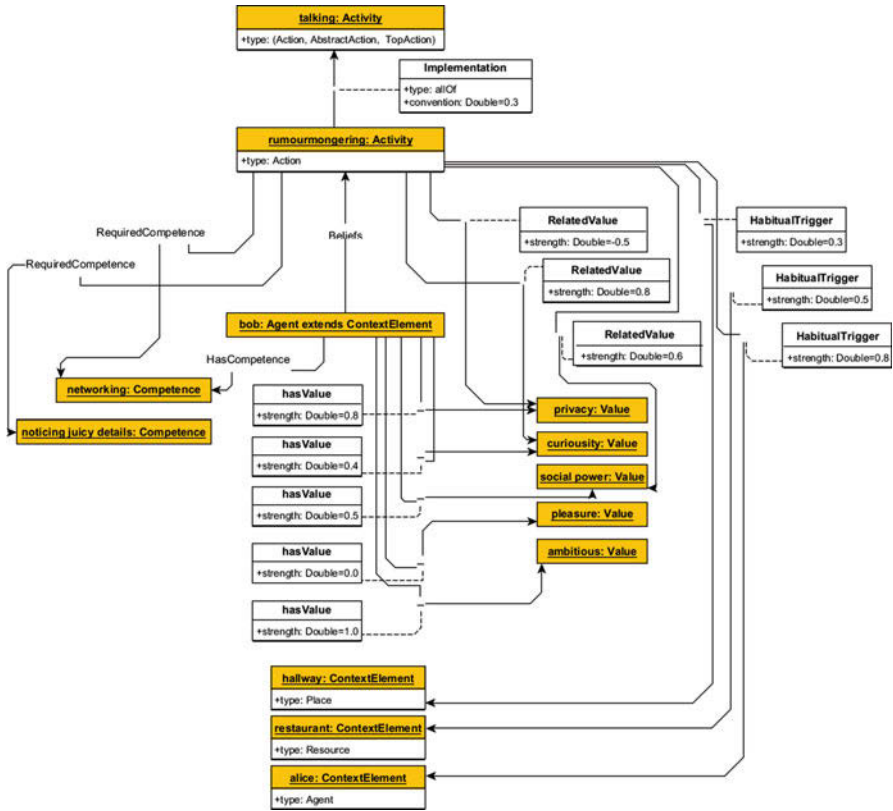 talking: Activity
+type: (Action, AbstractAction, TopAction)
Implementation
+type: allOf
+convention: Double=0.3
rumourmongering: Activity
+type: Action
RequiredCompetence
RequiredCompetence
Beliefs
RelatedValue
+strength: Double=-0.5
RelatedValue
+strength: Double=0.8
RelatedValue
+strength: Double=0.6
HabitualTrigger
+strength: Double=0.3
HabitualTrigger
+strength: Double=0.5
HabitualTrigger
+strength: Double=0.8
bob: Agent extends ContextElement
HasCompetence
networking: Competence
noticing juicy details: Competence
hasValue
+strength: Double=0.8
hasValue
+strength: Double=0.4
hasValue
+strength: Double=0.5
hasValue
+strength: Double=0.0
hasValue
+strength: Double=1.0
privacy: Value
curiousity: Value
social power: Value
pleasure: Value
ambitious: Value
hallway: ContextElement
+type: Place
restaurant: ContextElement
+type: Resource
alice: ContextElement
+type: Agent